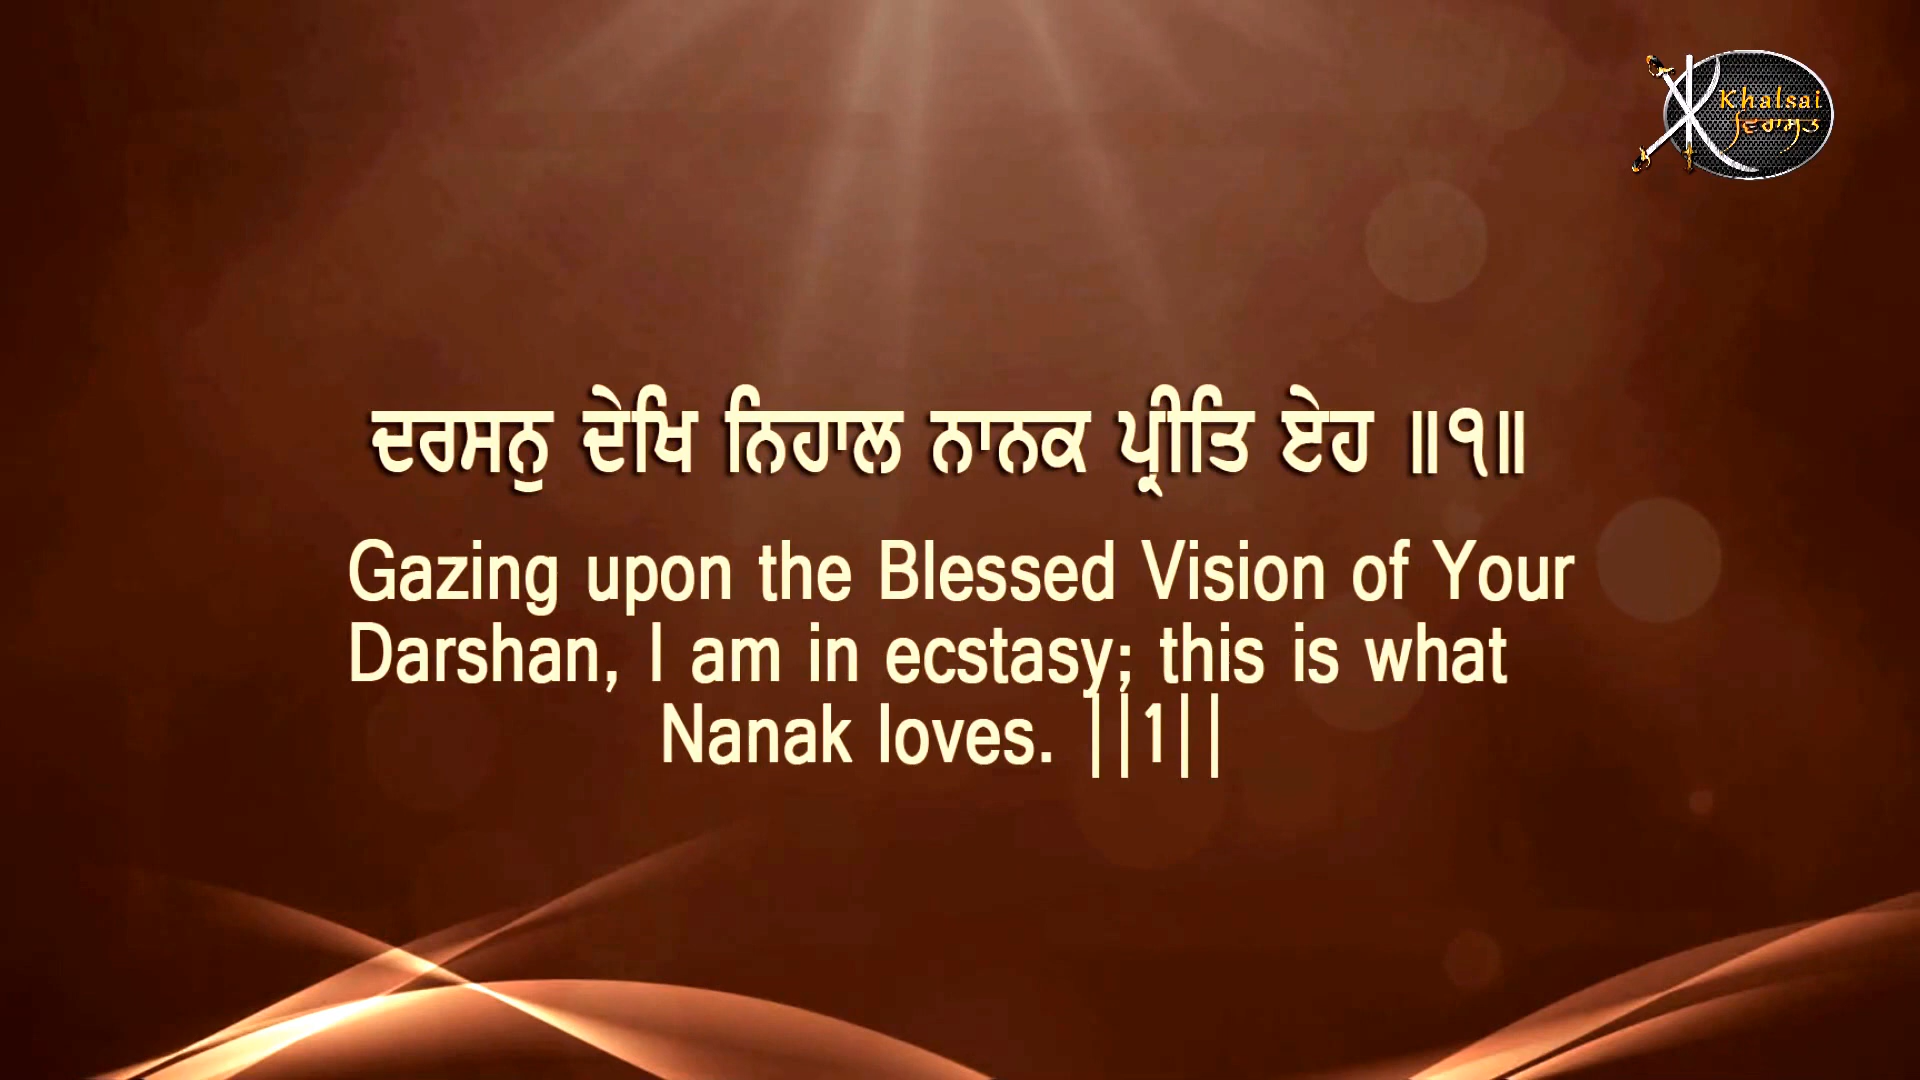 Khalsai
ਵਿਰਾਸਤ
ਦਰਸਨੁ ਦੇਖਿ ਨਿਹਾਲ ਨਾਨਕ ਪ੍ਰੀਤਿ ਏਹ ॥੧॥
Gazing upon the Blessed Vision of Your
Darshan, I am in ecstasy; this is what
Nanak loves. ||1||